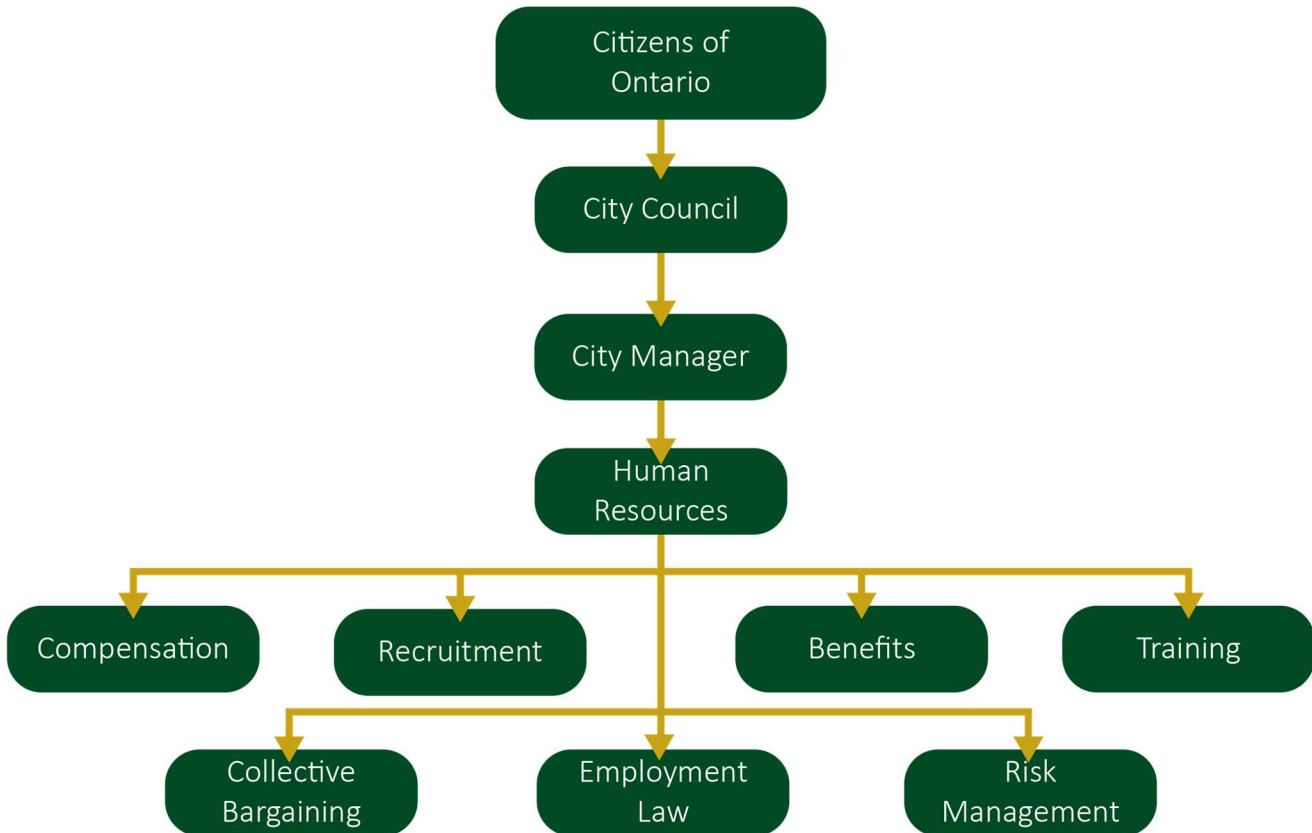 Citizens of
Ontario
City Council
City Manager
Human
Resources
Compensation
Recruitment
Benefits
Training
Collective
Bargaining
Employment
Law
Risk
Management